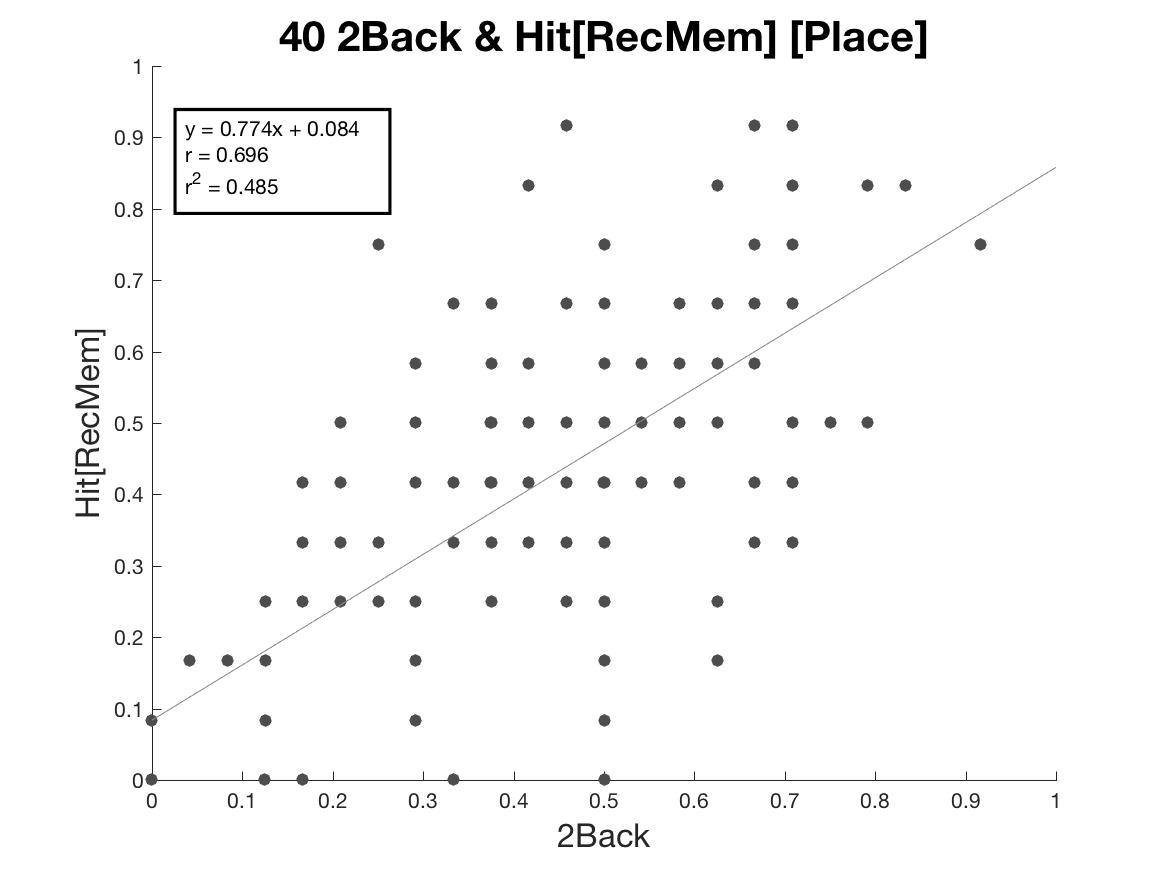 40 2Back & Hit[RecMem] [Place]
1
y = 0.774x + 0.084
r = 0.696
r² = 0.485
0.9
0.8
0.7
0.6
0.5
0.4
0.3
0.2
0.1
0
Hit[RecMem]
0 0.1 0.2 0.3 0.4 0.5 0.6 0.7 0.8 0.9 1
2Back